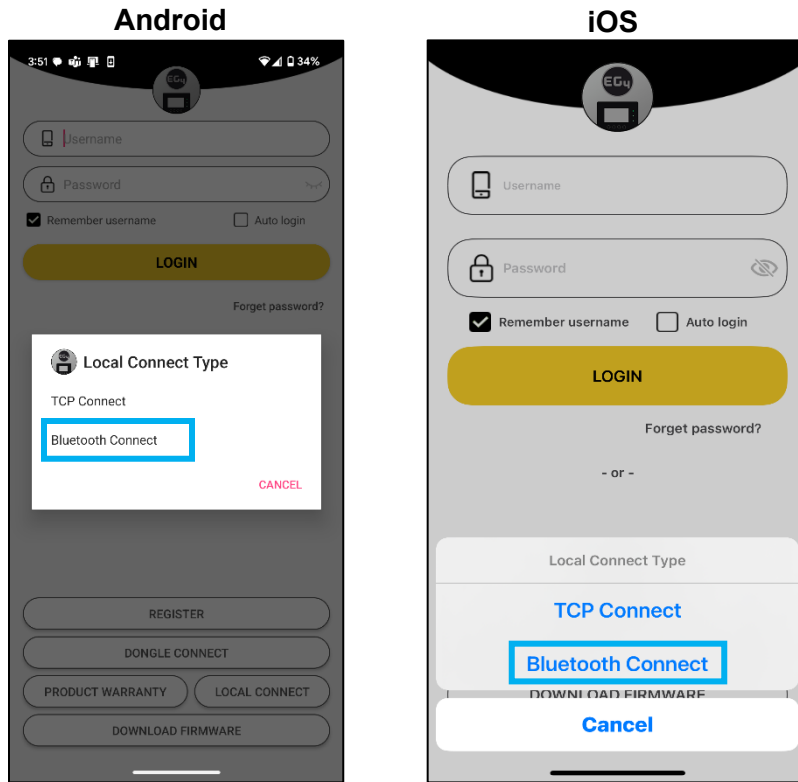 Android
3:51 34%
EG4
Username
Password
Remember username Auto login
LOGIN
Forget password?
EG4
Local Connect Type
TCP Connect
Bluetooth Connect
CANCEL
REGISTER
DONGLE CONNECT
PRODUCT WARRANTY LOCAL CONNECT
DOWNLOAD FIRMWARE
iOS
EG4
Username
Password
Remember username Auto login
LOGIN
Forget password?
- or -
Local Connect Type
TCP Connect
Bluetooth Connect
DOWNLOAD FIRMWARE
Cancel